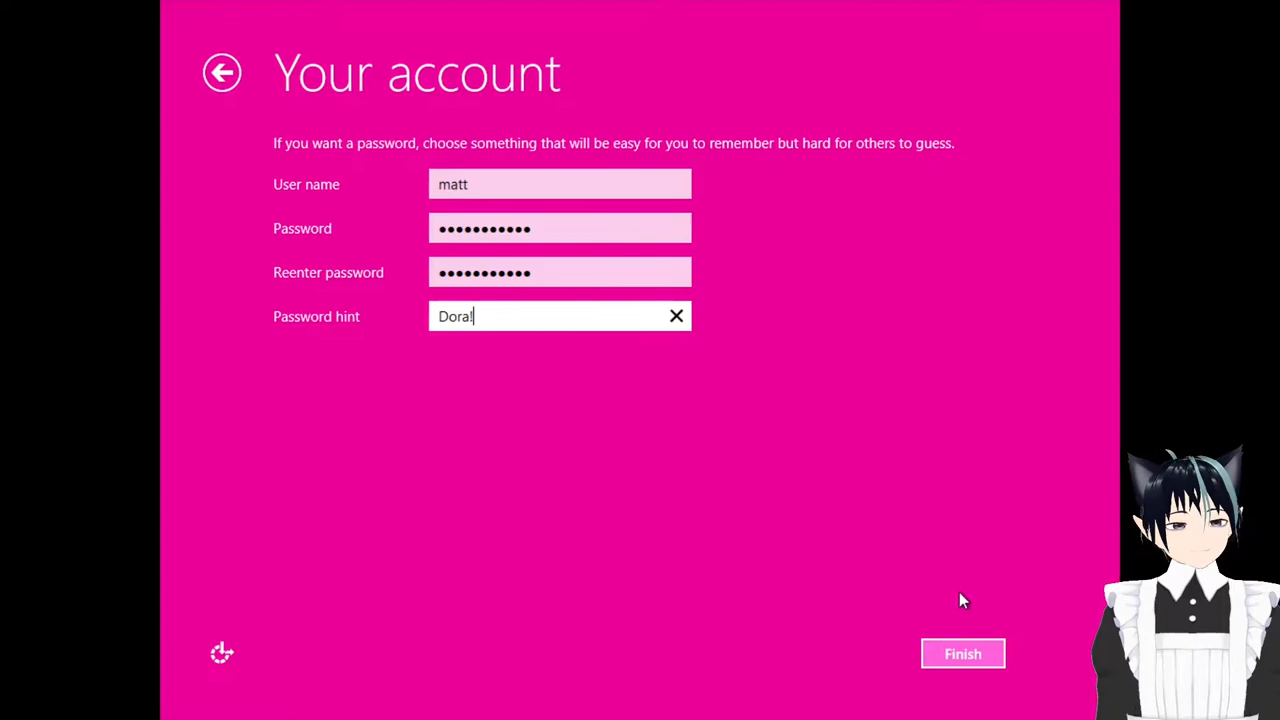 Your account
If you want a password, choose something that will be easy for you to remember but hard for others to guess.
User name
matt
Password
●●●●●●●●●●●
Reenter password
●●●●●●●●●●●
Password hint
Dora!
Finish